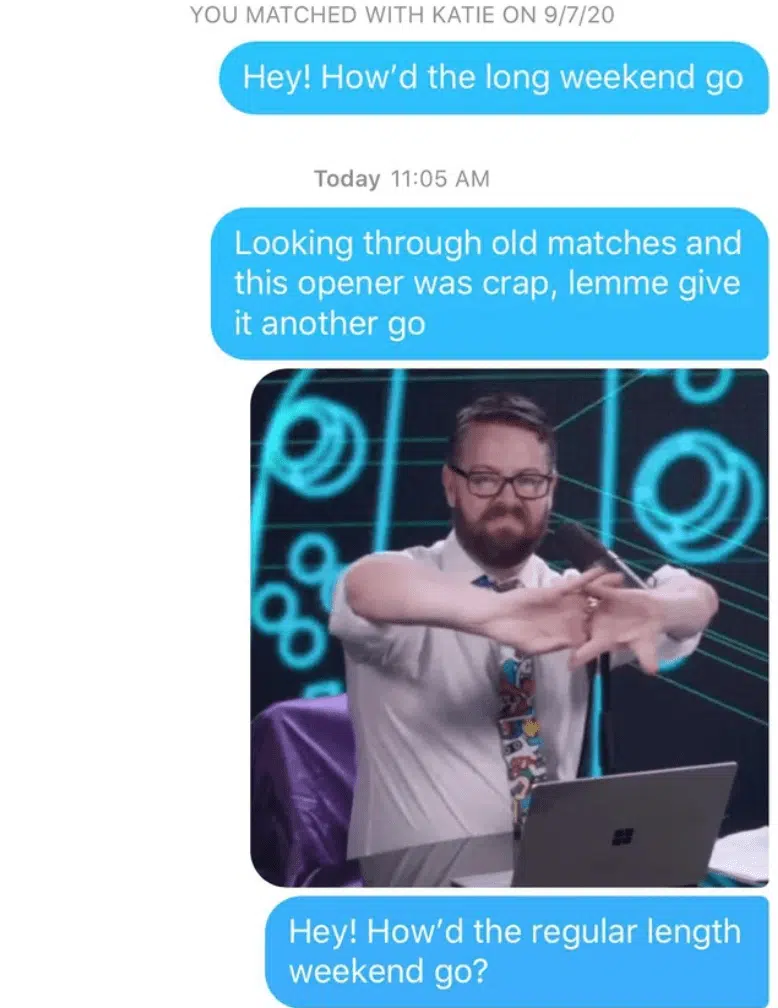 YOU MATCHED WITH KATIE ON 9/7/20
Hey! How'd the long weekend go
Today 11:05 AM
Looking through old matches and
this opener was crap, lemme give
it another go
Hey! How'd the regular length
weekend go?